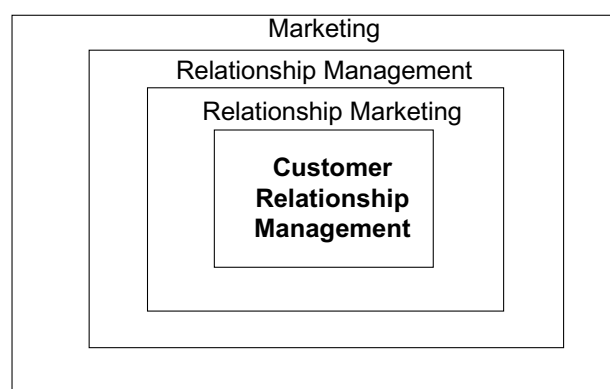 Marketing
Relationship Management
Relationship Marketing
Customer
Relationship
Management